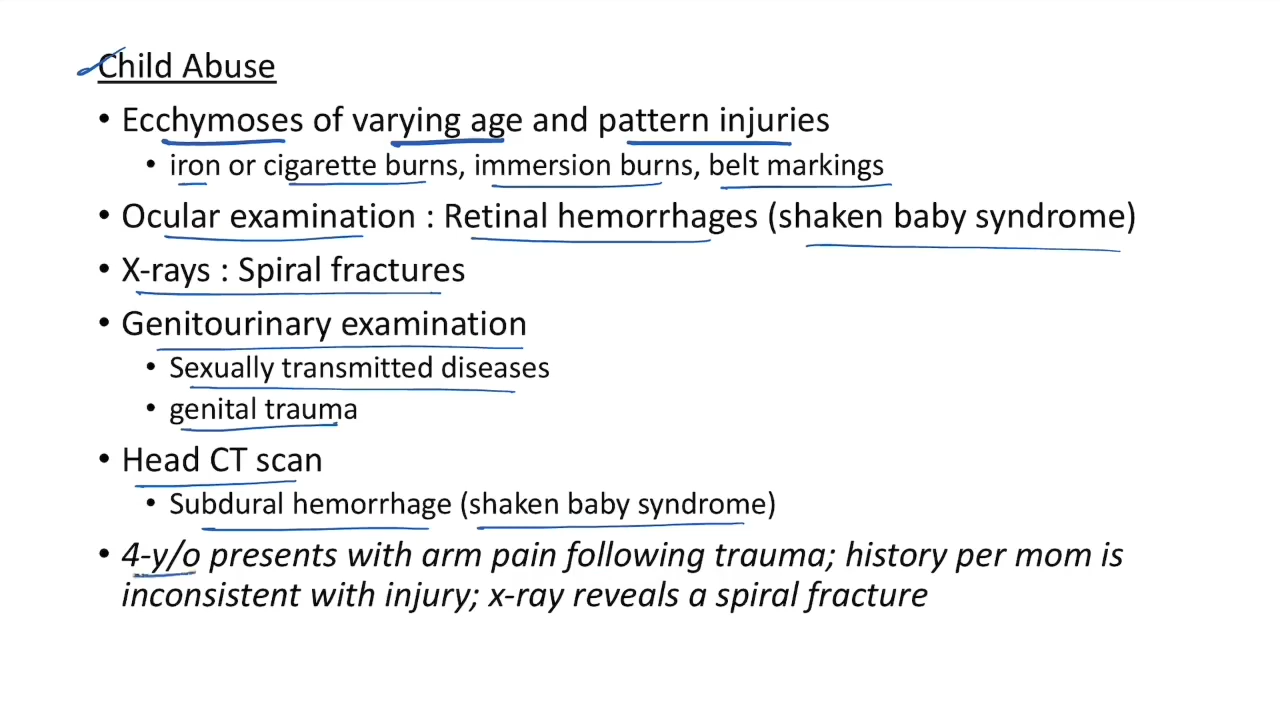 Child Abuse
• Ecchymoses of varying age and pattern injuries
• iron or cigarette burns, immersion burns, belt markings
• Ocular examination : Retinal hemorrhages (shaken baby syndrome)
• X-rays : Spiral fractures
• Genitourinary examination
• Sexually transmitted diseases
• genital trauma
• Head CT scan
• Subdural hemorrhage (shaken baby syndrome)
• 4-y/o presents with arm pain following trauma; history per mom is
inconsistent with injury; x-ray reveals a spiral fracture